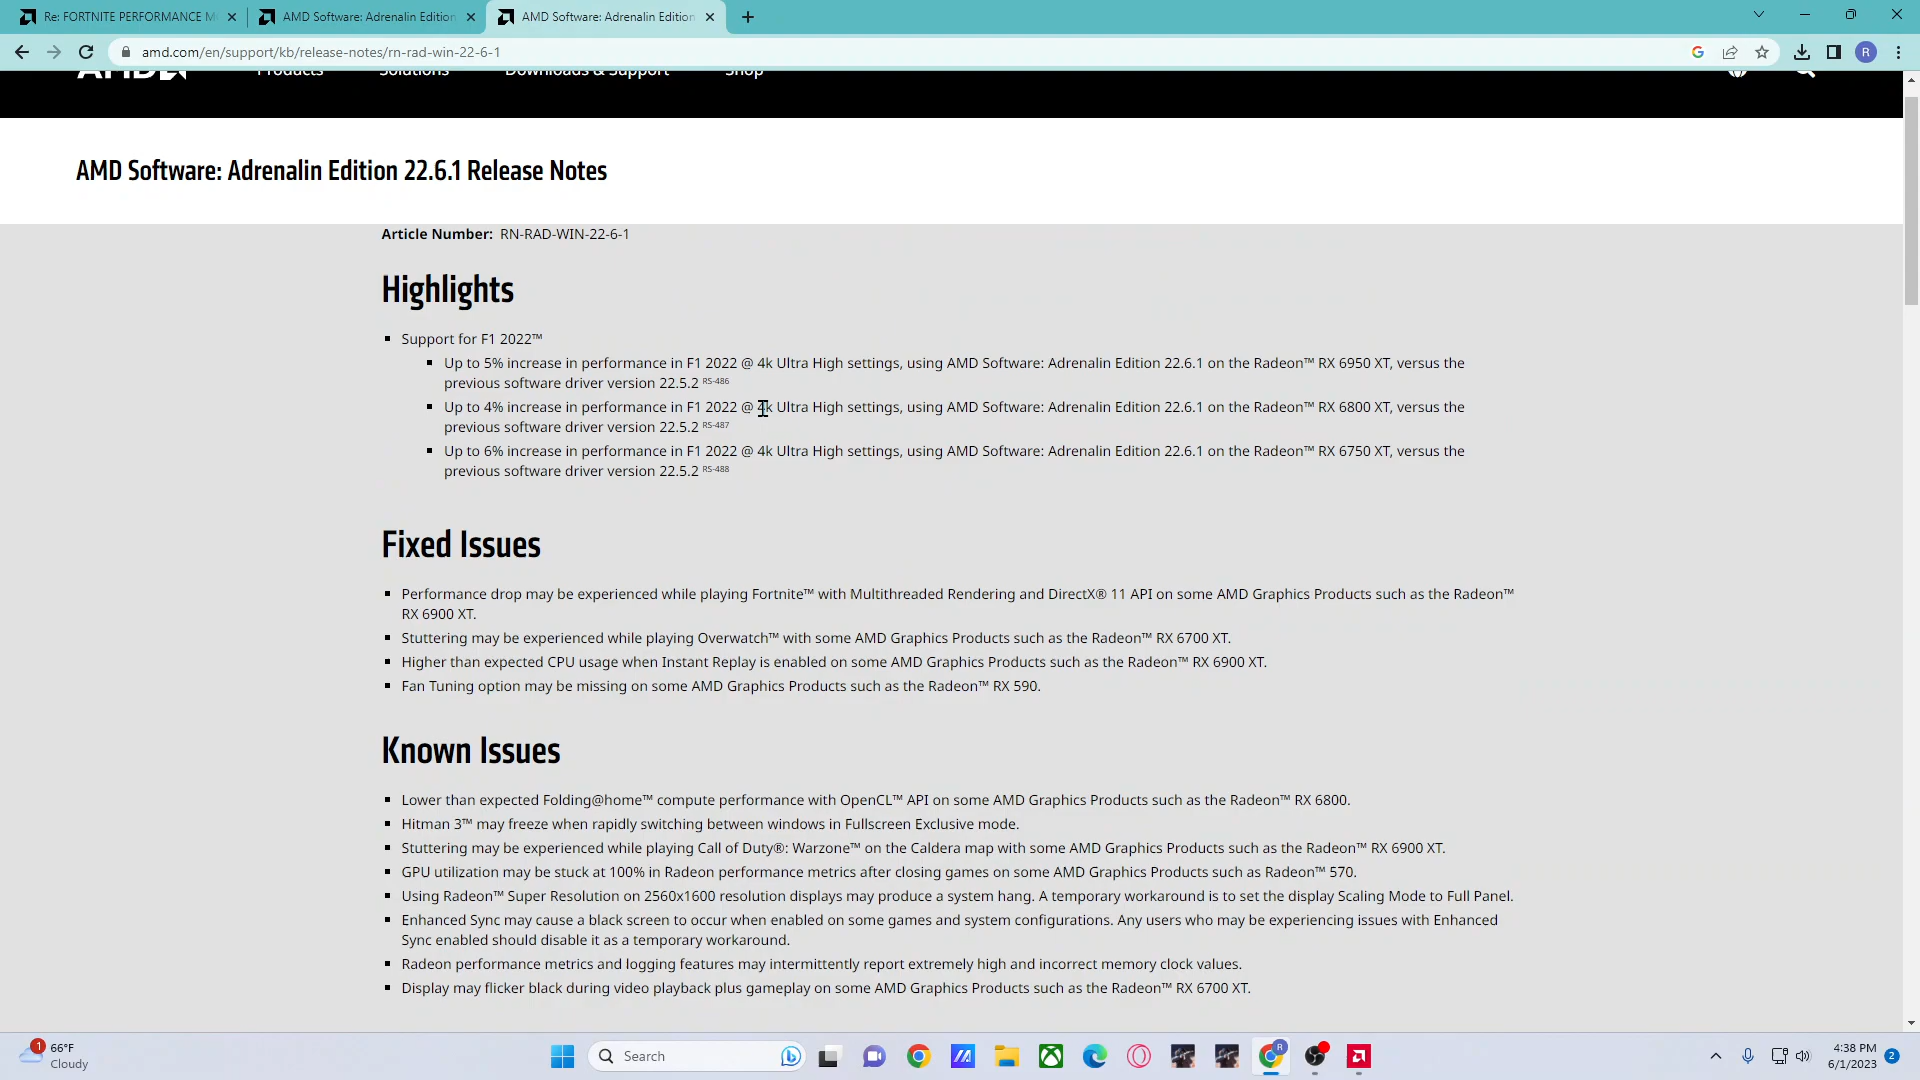 Re: FORTNITE PERFORMANCE M
AMD Software: Adrenalin Edition
AMD Software: Adrenalin Edition
amd.com/en/support/kb/release-notes/rn-rad-win-22-6-1
AMD Products Solutions Downloads & Support Shop
AMD Software: Adrenalin Edition 22.6.1 Release Notes
Article Number: RN-RAD-WIN-22-6-1
Highlights
Support for F1 2022™
Up to 5% increase in performance in F1 2022 @ 4k Ultra High settings, using AMD Software: Adrenalin Edition 22.6.1 on the Radeon™ RX 6950 XT, versus the
previous software driver version 22.5.2 RS-486
Up to 4% increase in performance in F1 2022 @ 4k Ultra High settings, using AMD Software: Adrenalin Edition 22.6.1 on the Radeon™ RX 6800 XT, versus the
previous software driver version 22.5.2 RS-487
Up to 6% increase in performance in F1 2022 @ 4k Ultra High settings, using AMD Software: Adrenalin Edition 22.6.1 on the Radeon™ RX 6750 XT, versus the
previous software driver version 22.5.2 RS-488
Fixed Issues
Performance drop may be experienced while playing Fortnite™ with Multithreaded Rendering and DirectX® 11 API on some AMD Graphics Products such as the Radeon™
RX 6900 XT.
Stuttering may be experienced while playing Overwatch™ with some AMD Graphics Products such as the Radeon™ RX 6700 XT.
Higher than expected CPU usage when Instant Replay is enabled on some AMD Graphics Products such as the Radeon™ RX 6900 XT.
Fan Tuning option may be missing on some AMD Graphics Products such as the Radeon™ RX 590.
Known Issues
Lower than expected Folding@home™ compute performance with OpenCL™ API on some AMD Graphics Products such as the Radeon™ RX 6800.
Hitman 3™ may freeze when rapidly switching between windows in Fullscreen Exclusive mode.
Stuttering may be experienced while playing Call of Duty®: Warzone™ on the Caldera map with some AMD Graphics Products such as the Radeon™ RX 6900 XT.
GPU utilization may be stuck at 100% in Radeon performance metrics after closing games on some AMD Graphics Products such as Radeon™ 570.
Using Radeon™ Super Resolution on 2560x1600 resolution displays may produce a system hang. A temporary workaround is to set the display Scaling Mode to Full Panel.
Enhanced Sync may cause a black screen to occur when enabled on some games and system configurations. Any users who may be experiencing issues with Enhanced
Sync enabled should disable it as a temporary workaround.
Radeon performance metrics and logging features may intermittently report extremely high and incorrect memory clock values.
Display may flicker black during video playback plus gameplay on some AMD Graphics Products such as the Radeon™ RX 6700 XT.
1 66°F
Cloudy
Search
4:38 PM
6/1/2023
2